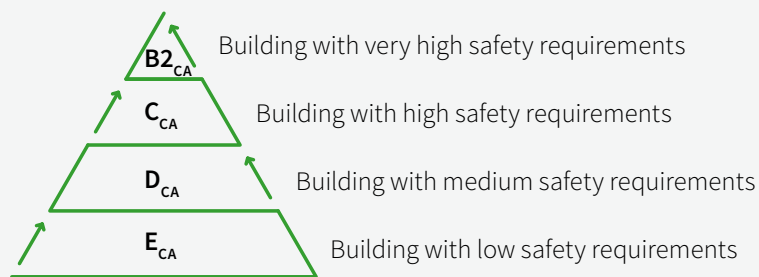 B2CA Building with very high safety requirements
CCA Building with high safety requirements
DCA Building with medium safety requirements
ECA Building with low safety requirements